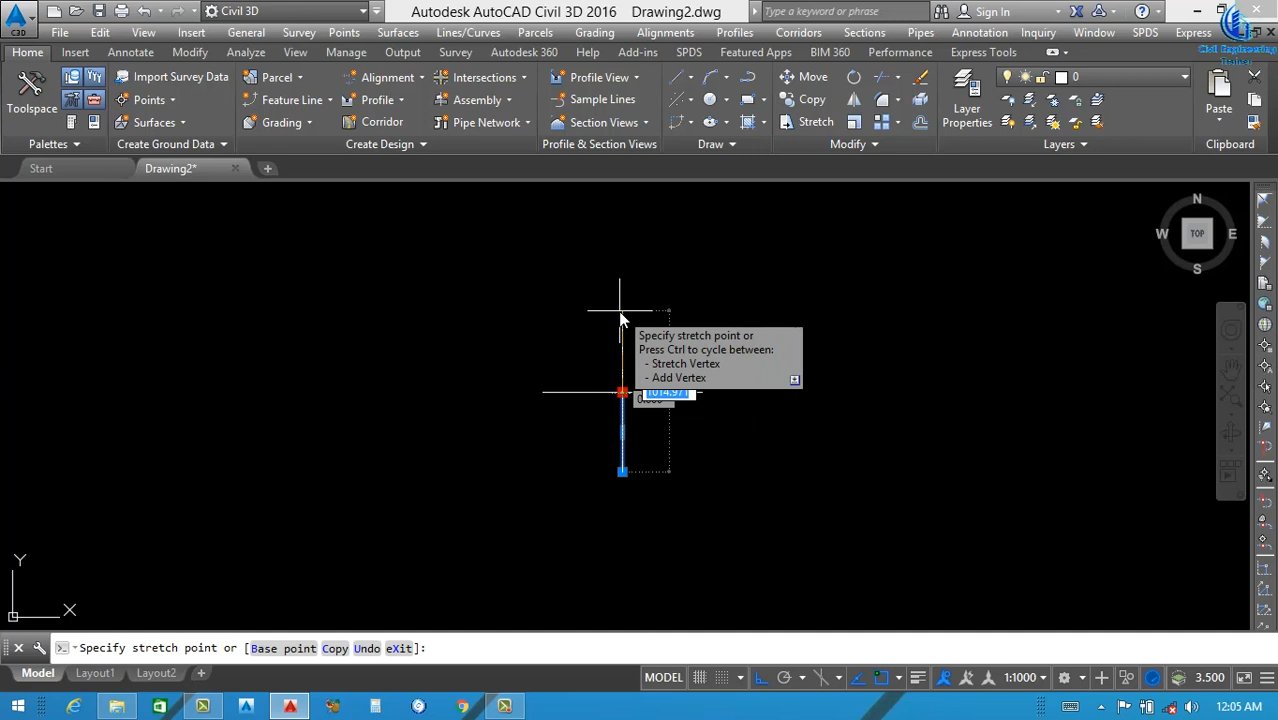 Autodesk AutoCAD Civil 3D 2016 Drawing2.dwg
Civil 3D
Type a keyword or phrase
Sign In
C3D
File Edit View Insert General Survey Points Surfaces Lines/Curves Parcels Grading Alignments Profiles Corridors Sections Pipes Annotation Inquiry Window SPDS Express
Civil Engineering
Home Insert Annotate Modify Analyze View Manage Output Survey Autodesk 360 Help Add-ins SPDS Featured Apps BIM 360 Performance Express Tools
Toolspace
Import Survey Data
Points
Surfaces
Parcel
Feature Line
Grading
Alignment
Profile
Corridor
Intersections
Assembly
Pipe Network
Profile View
Sample Lines
Section Views
Move
Copy
Stretch
Layer
Properties
0
Paste
Palettes
Create Ground Data
Create Design
Profile & Section Views
Draw
Modify
Layers
Clipboard
Start
Drawing2*
N
W
TOP
E
S
Specify stretch point or
Press Ctrl to cycle between:
- Stretch Vertex
- Add Vertex
1014.971
Y
X
Specify stretch point or [Base point Copy Undo eXit]:
Model
Layout1
Layout2
MODEL
1:1000
3.500
12:05 AM